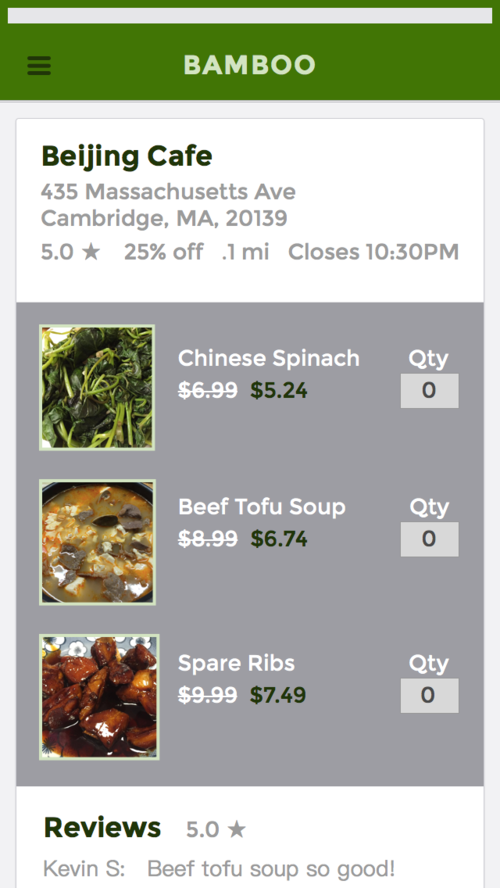 BAMBOO
Beijing Cafe
435 Massachusetts Ave
Cambridge, MA, 20139
5.0 ★ 25% off .1 mi Closes 10:30PM
Chinese Spinach Qty
$6.99 $5.24 0
Beef Tofu Soup Qty
$8.99 $6.74 0
Spare Ribs Qty
$9.99 $7.49 0
Reviews 5.0 ★
Kevin S: Beef tofu soup so good!